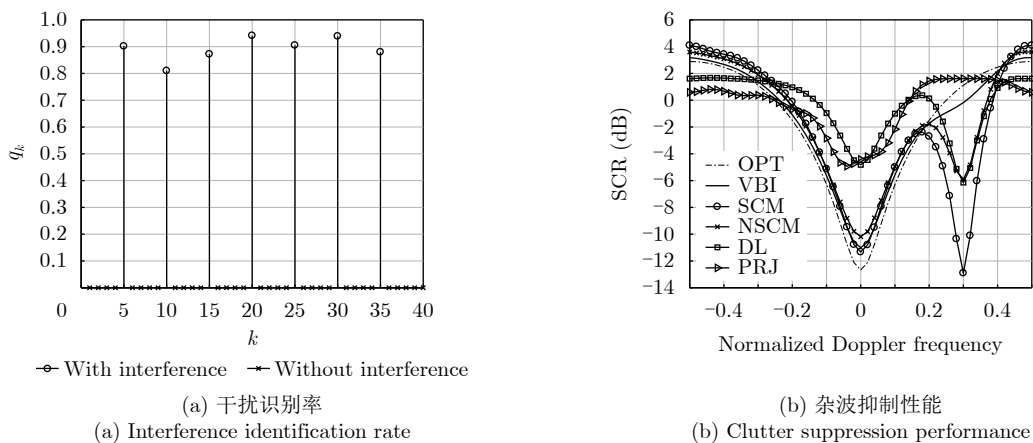 1.0
0.9
0.8
0.7
0.6
0.5
0.4
0.3
0.2
0.1
q_k
0 5 10 15 20 25 30 35 40
k
With interference Without interference
(a) 干扰识别率
(a) Interference identification rate
6
4
2
0
−2
−4
−6
−8
−10
−12
−14
SCR (dB)
OPT
VBI
SCM
NSCM
DL
PRJ
−0.4 −0.2 0 0.2 0.4
Normalized Doppler frequency
(b) 杂波抑制性能
(b) Clutter suppression performance